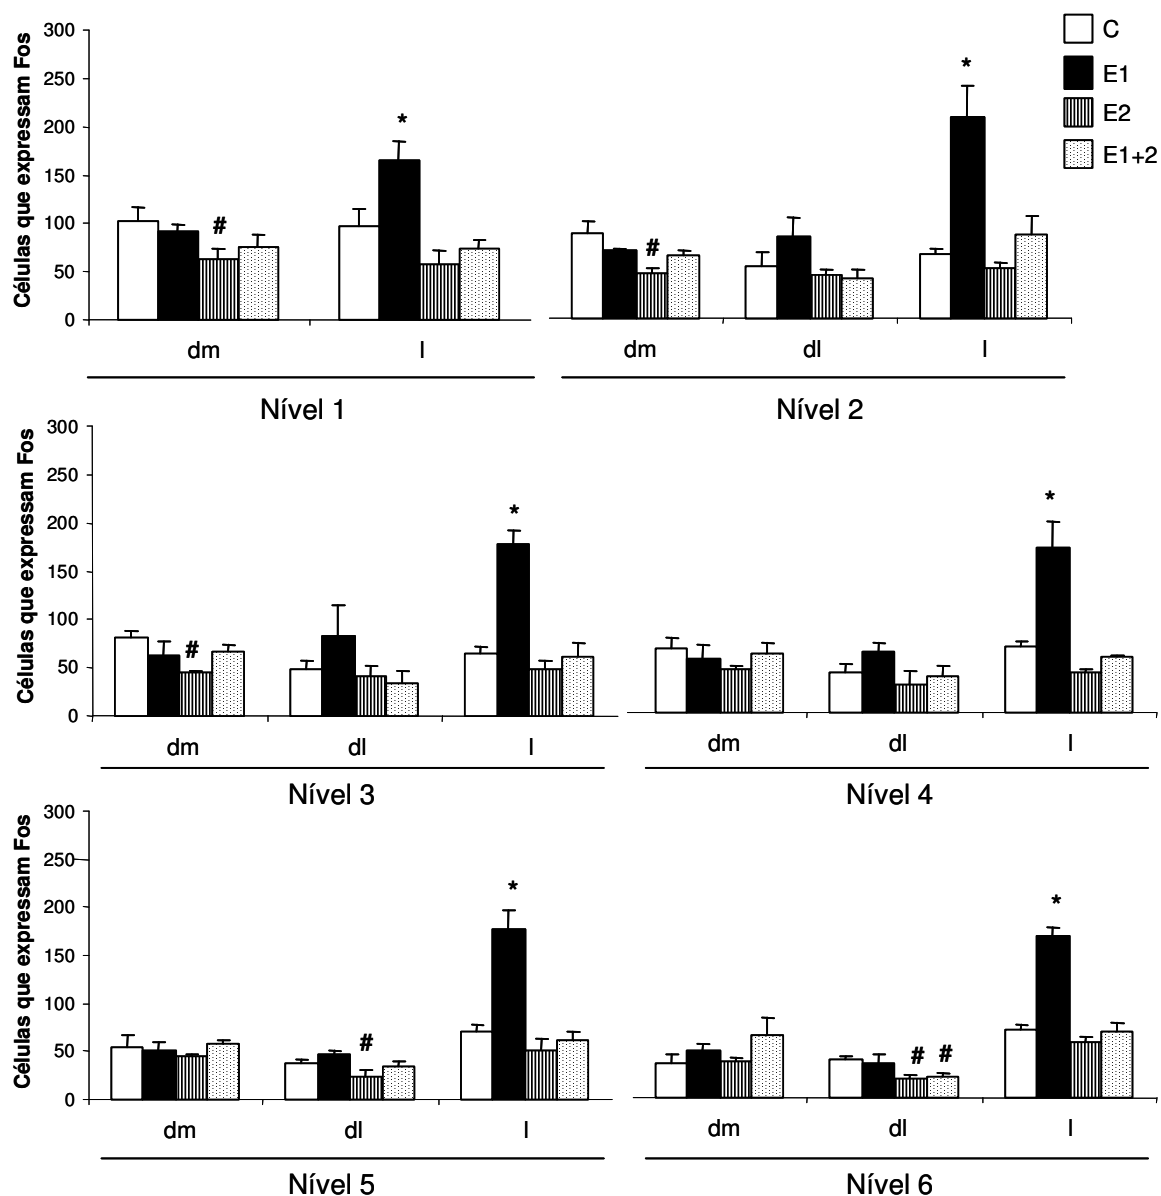 C
E1
E2
E1+2
Células que expressam Fos
300
250
200
150
100
50
0
*
#
dm
l
Nível 1
*
#
dm
dl
l
Nível 2
Células que expressam Fos
300
250
200
150
100
50
0
*
#
dm
dl
l
Nível 3
*
dm
dl
l
Nível 4
Células que expressam Fos
300
250
200
150
100
50
0
*
#
dm
dl
l
Nível 5
*
# #
dm
dl
l
Nível 6